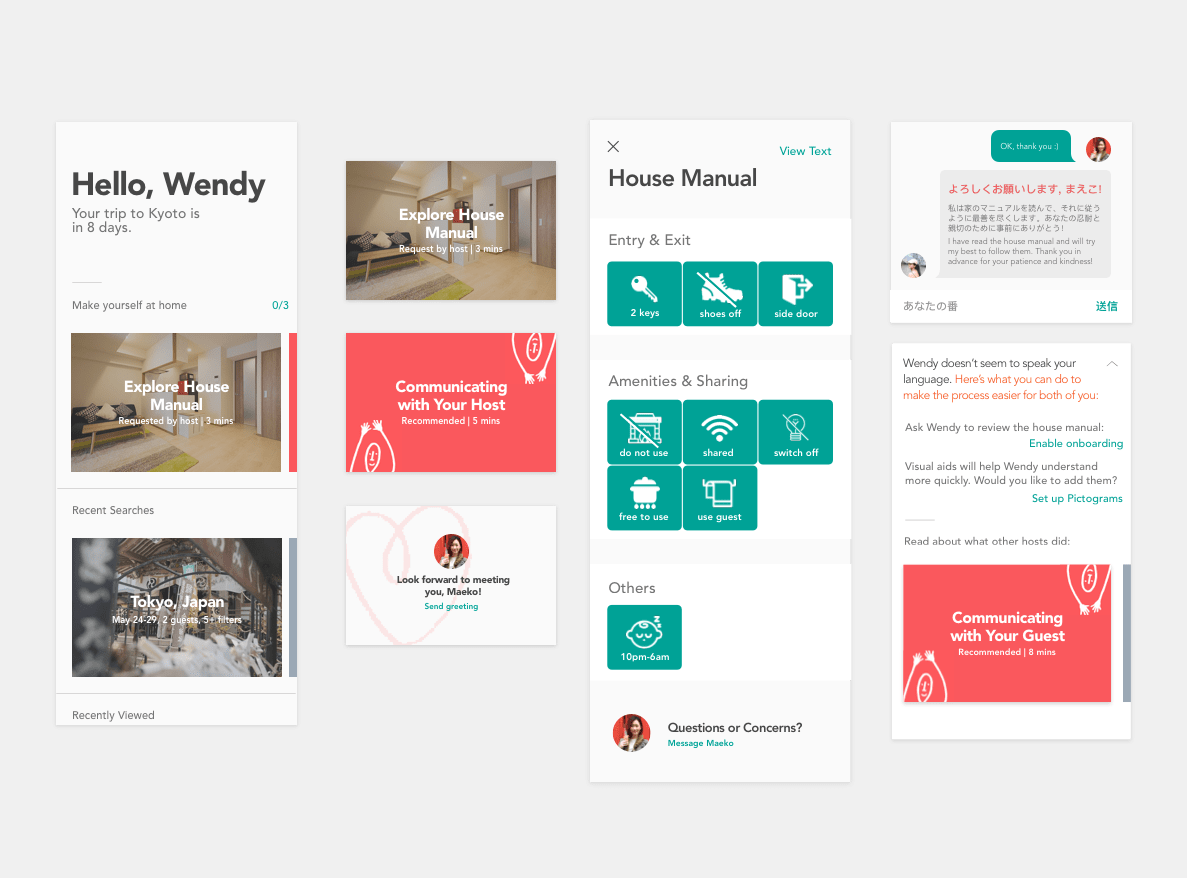 Hello, Wendy
Your trip to Kyoto is
in 8 days.
Make yourself at home
0/3
Explore House
Manual
Requested by host | 3 mins
Recent Searches
Tokyo, Japan
May 24-29, 2 guests, 5+ filters
Recently Viewed
Explore House
Manual
Request by host | 3 mins
Communicating
with Your Host
Recommended | 5 mins
Look forward to meeting
you, Maeko!
Send greeting
View Text
House Manual
Entry & Exit
2 keys
shoes off
side door
Amenities & Sharing
do not use
shared
switch off
free to use
use guest
Others
10pm-6am
Questions or Concerns?
Message Maeko
OK, thank you :)
よろしくお願いします, まえこ!
私は家のマニュアルを読んで、それに従う
ように最善を尽くします。あなたの忍耐と
親切のために事前にありがとう!
I have read the house manual and will try
my best to follow them. Thank you in
advance for your patience and kindness!
あなたの番
送信
Wendy doesn't seem to speak your
language. Here's what you can do to
make the process easier for both of you:
Ask Wendy to review the house manual:
Enable onboarding
Visual aids will help Wendy understand
more quickly. Would you like to add them?
Set up Pictograms
Read about what other hosts did:
Communicating
with Your Guest
Recommended | 8 mins